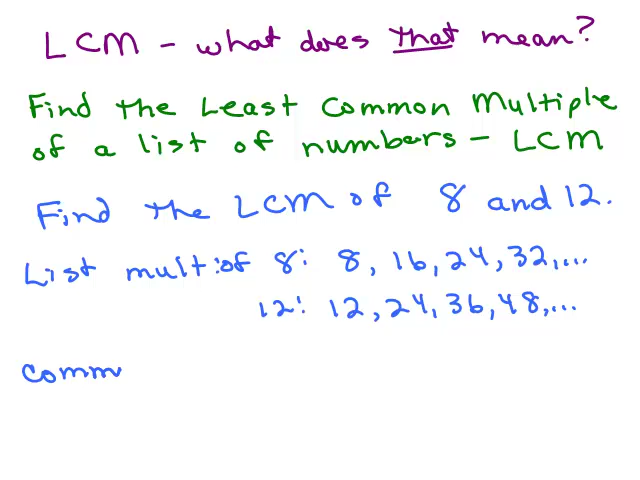 LCM - what does that mean?
Find the Least Common Multiple
of a list of numbers - LCM
Find the LCM of 8 and 12.
List mult. of 8: 8, 16, 24, 32, ...
12: 12, 24, 36, 48, ...
comm